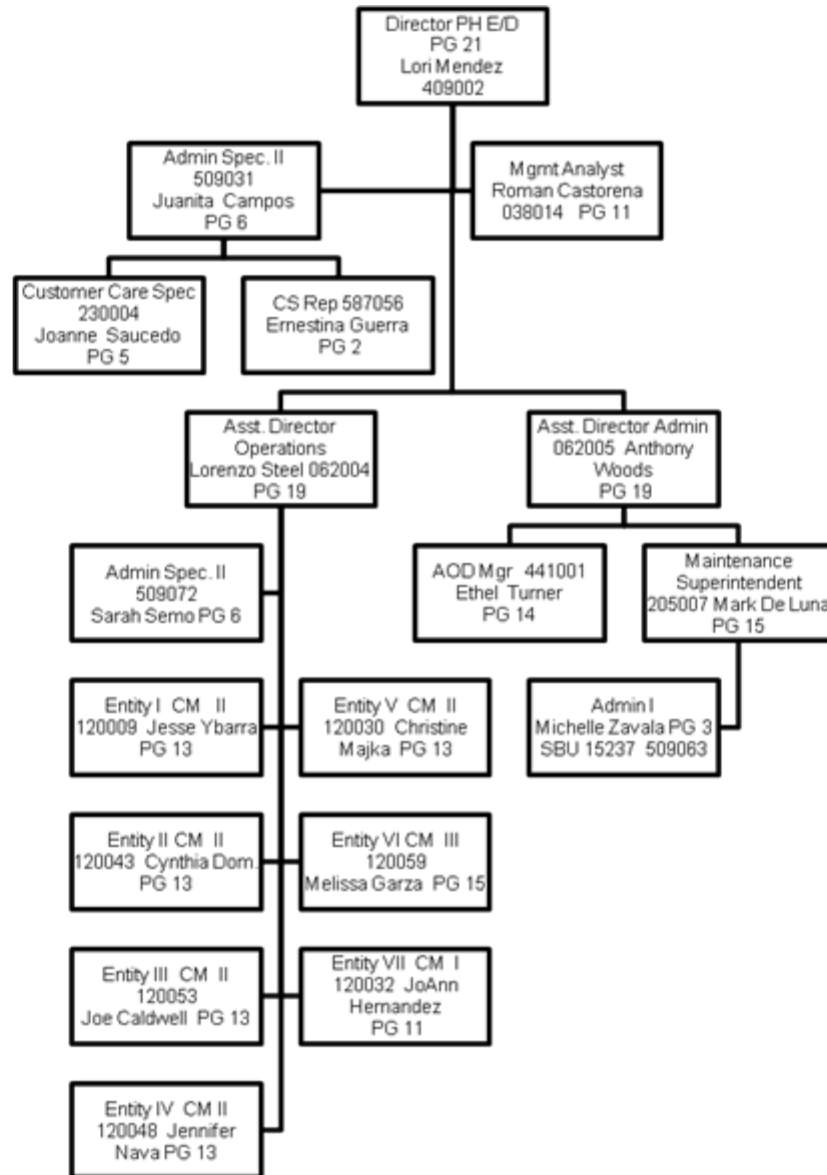 Director PH E/D
PG 21
Lori Mendez
409002
Admin Spec. II
509031
Juanita Campos
PG 6
Mgmt Analyst
Roman Castorena
038014 PG 11
Customer Care Spec
230004
Joanne Saucedo
PG 5
CS Rep 587056
Ernestina Guerra
PG 2
Asst. Director
Operations
Lorenzo Steel 062004
PG 19
Asst. Director Admin
062005 Anthony
Woods
PG 19
Admin Spec. II
509072
Sarah Semo PG 6
AOD Mgr 441001
Ethel Turner
PG 14
Maintenance
Superintendent
205007 Mark De Luna
PG 15
Entity I CM II
120009 Jesse Ybarra
PG 13
Entity V CM II
120030 Christine
Majka PG 13
Admin I
Michelle Zavala PG 3
SBU 15237 509063
Entity II CM II
120043 Cynthia Dom.
PG 13
Entity VI CM III
120059
Melissa Garza PG 15
Entity III CM II
120053
Joe Caldwell PG 13
Entity VII CM I
120032 JoAnn
Hernandez
PG 11
Entity IV CM II
120048 Jennifer
Nava PG 13